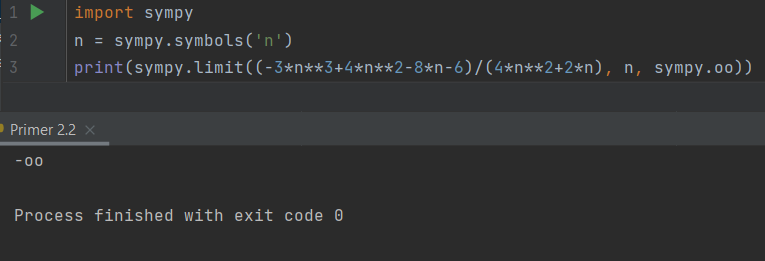 1 import sympy
2 n = sympy.symbols('n')
3 print(sympy.limit((-3*n**3+4*n**2-8*n-6)/(4*n**2+2*n), n, sympy.oo))
Primer 2.2
-oo
Process finished with exit code 0